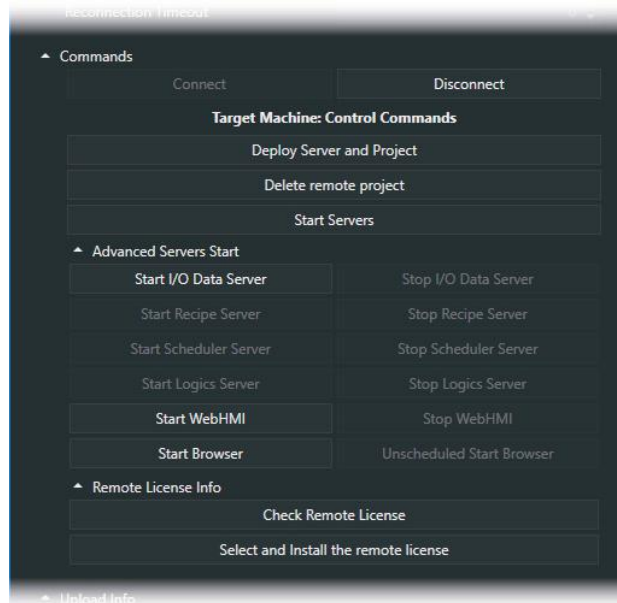 Reconnection Timeout
Commands
Connect Disconnect
Target Machine: Control Commands
Deploy Server and Project
Delete remote project
Start Servers
Advanced Servers Start
Start I/O Data Server Stop I/O Data Server
Start Recipe Server Stop Recipe Server
Start Scheduler Server Stop Scheduler Server
Start Logics Server Stop Logics Server
Start WebHMI Stop WebHMI
Start Browser Unscheduled Start Browser
Remote License Info
Check Remote License
Select and Install the remote license
Upload Info